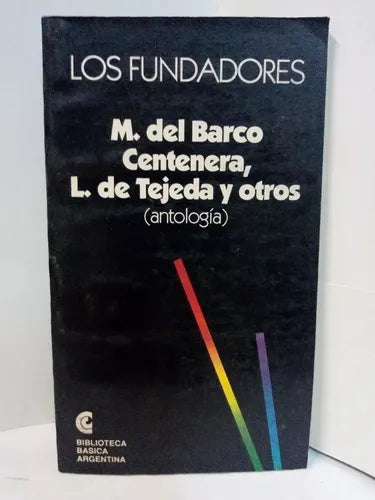 LOS FUNDADORES
M. del Barco
Centenera,
L. de Tejeda y otros
(antología)
BIBLIOTECA
BASICA
ARGENTINA